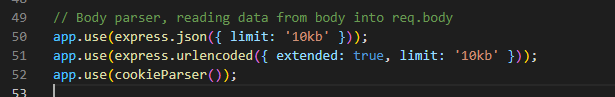 48
49 // Body parser, reading data from body into req.body
50 app.use(express.json({ limit: '10kb' }));
51 app.use(express.urlencoded({ extended: true, limit: '10kb' }));
52 app.use(cookieParser());
53